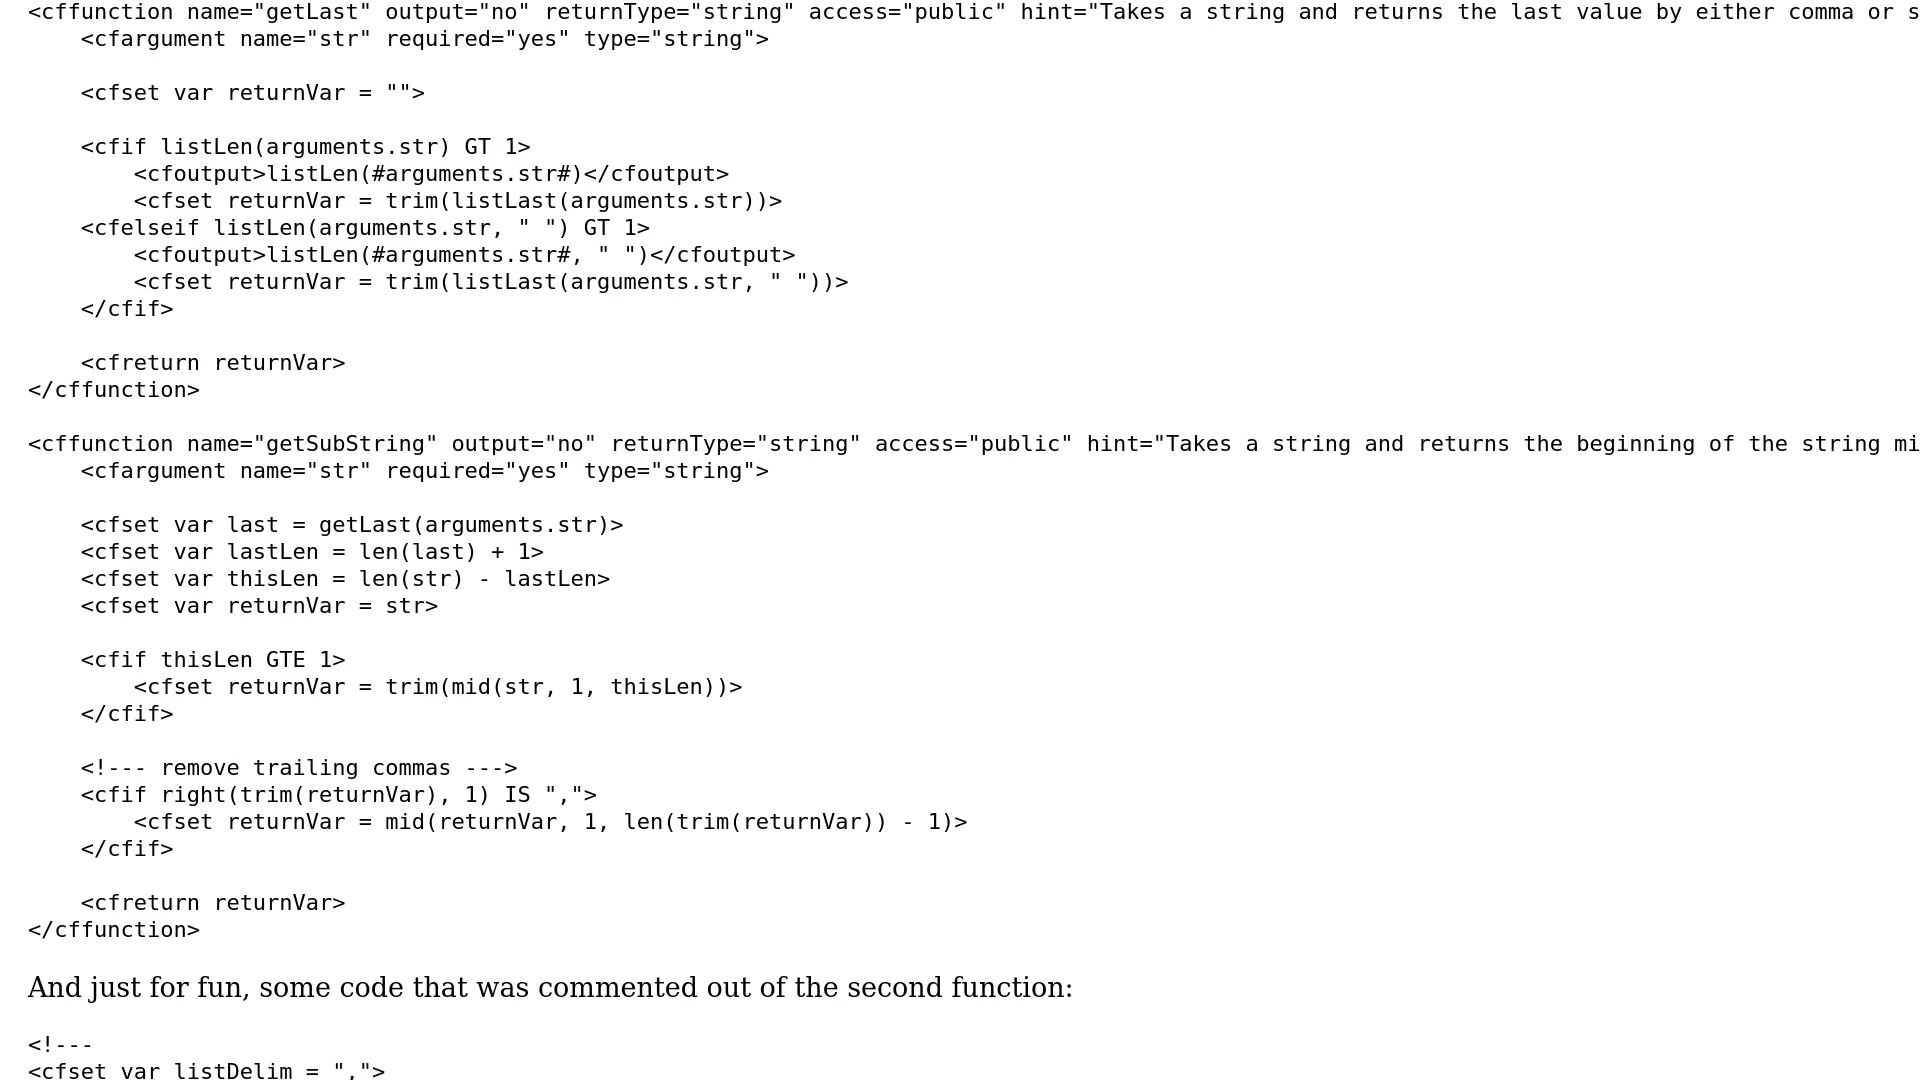 <cffunction name="getLast" output="no" returnType="string" access="public" hint="Takes a string and returns the last value by either comma or s
    <cfargument name="str" required="yes" type="string">

    <cfset var returnVar = "">

    <cfif listLen(arguments.str) GT 1>
        <cfoutput>listLen(#arguments.str#)</cfoutput>
        <cfset returnVar = trim(listLast(arguments.str))>
    <cfelseif listLen(arguments.str, " ") GT 1>
        <cfoutput>listLen(#arguments.str#, " ")</cfoutput>
        <cfset returnVar = trim(listLast(arguments.str, " "))>
    </cfif>

    <cfreturn returnVar>
</cffunction>

<cffunction name="getSubString" output="no" returnType="string" access="public" hint="Takes a string and returns the beginning of the string mi
    <cfargument name="str" required="yes" type="string">

    <cfset var last = getLast(arguments.str)>
    <cfset var lastLen = len(last) + 1>
    <cfset var thisLen = len(str) - lastLen>
    <cfset var returnVar = str>

    <cfif thisLen GTE 1>
        <cfset returnVar = trim(mid(str, 1, thisLen))>
    </cfif>

    <!--- remove trailing commas --->
    <cfif right(trim(returnVar), 1) IS ",">
        <cfset returnVar = mid(returnVar, 1, len(trim(returnVar)) - 1)>
    </cfif>

    <cfreturn returnVar>
</cffunction>

And just for fun, some code that was commented out of the second function:

<!---
<cfset var listDelim = ",">